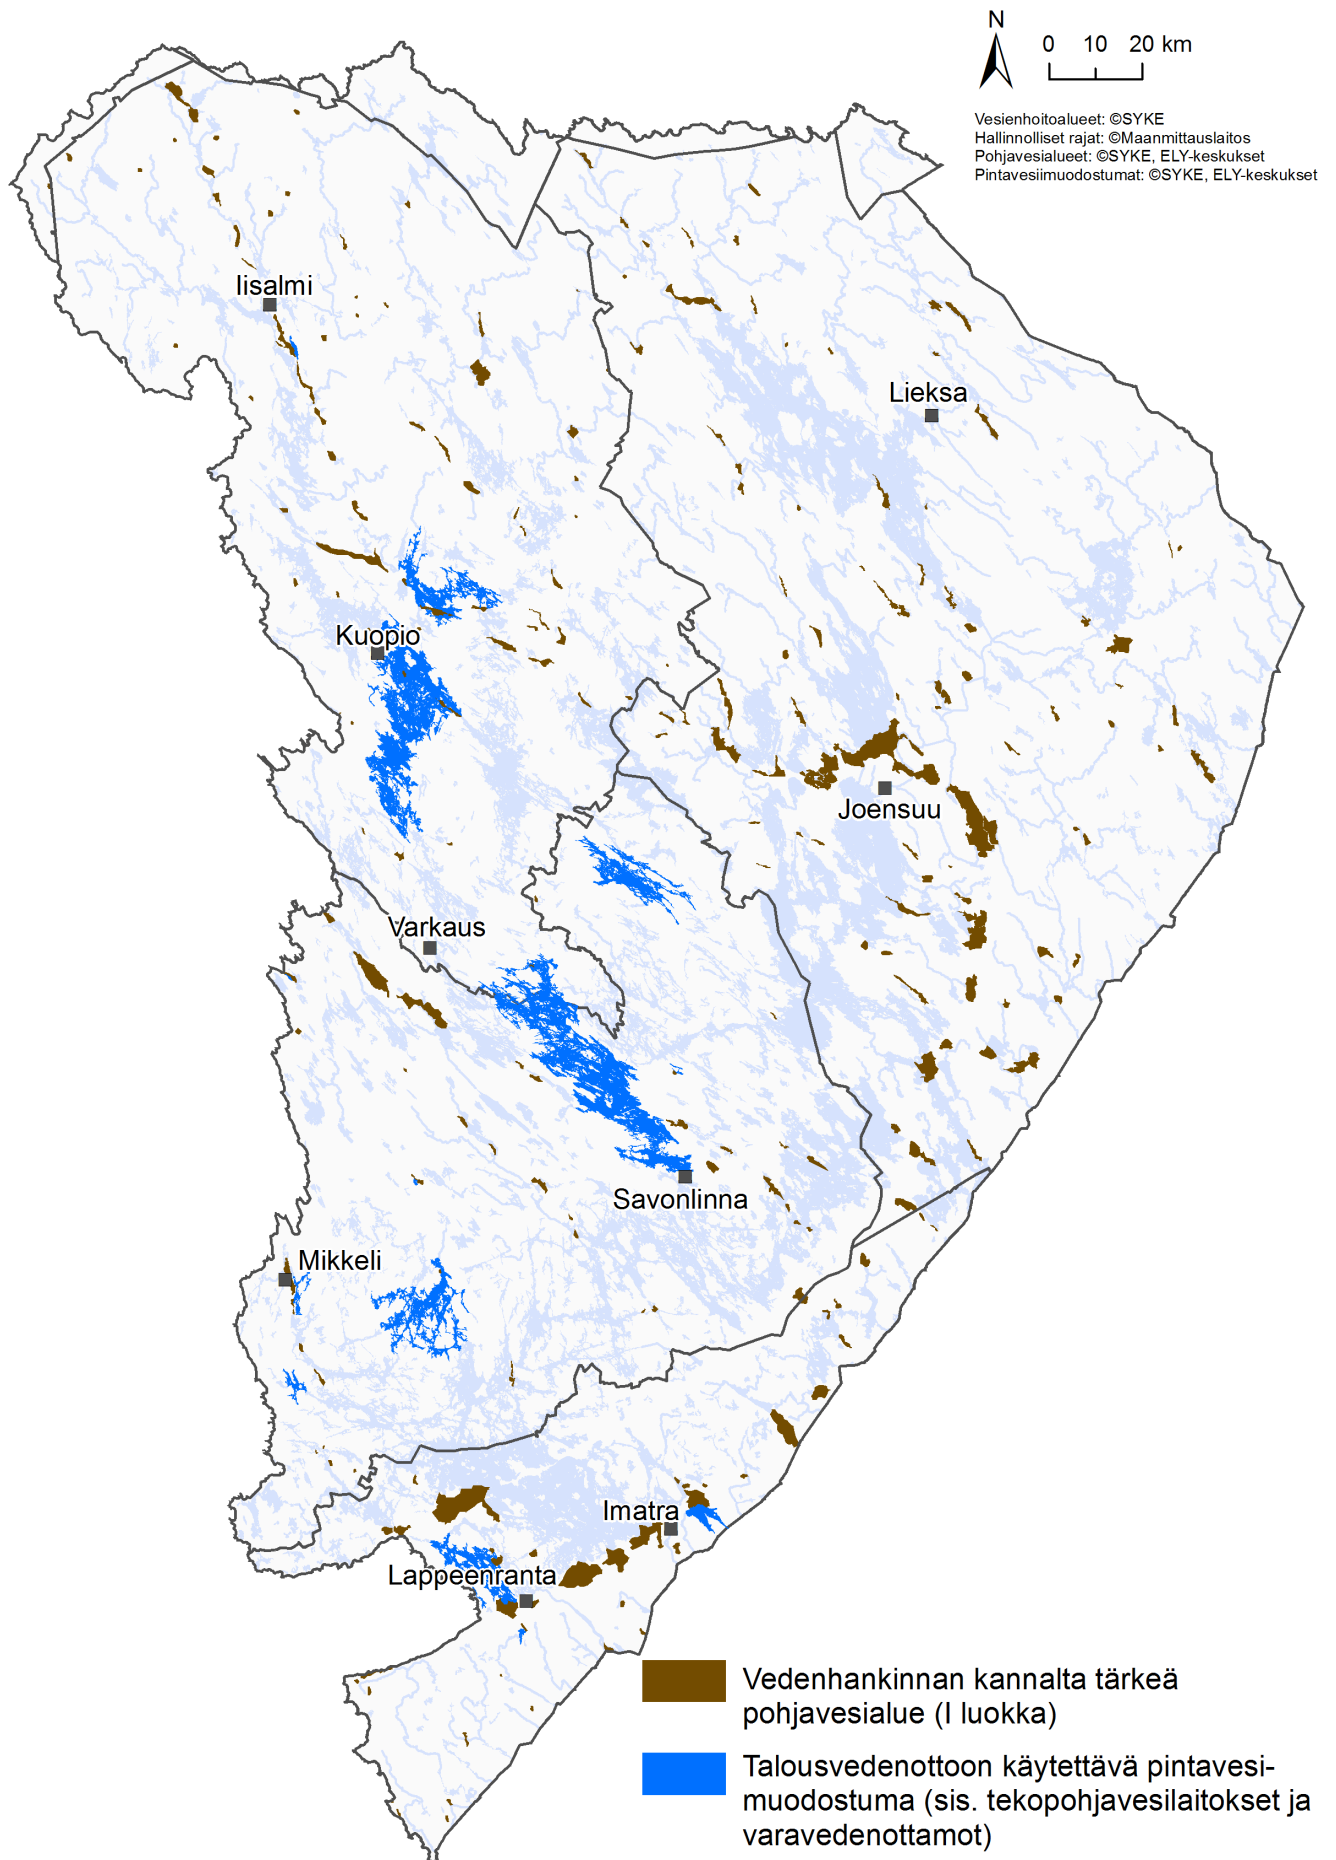 N
0 10 20 km
Vesienhoitoalueet: ©SYKE
Hallinnolliset rajat: ©Maanmittauslaitos
Pohjavesialueet: ©SYKE, ELY-keskukset
Pintavesiimuodostumat: ©SYKE, ELY-keskukset
Iisalmi
Lieksa
Kuopio
Joensuu
Varkaus
Savonlinna
Mikkeli
Imatra
Lappeenranta
Vedenhankinnan kannalta tärkeä
pohjavesialue (I luokka)
Talousvedenottoon käytettävä pintavesi-
muodostuma (sis. tekopohjavesilaitokset ja
varavedenottamot)